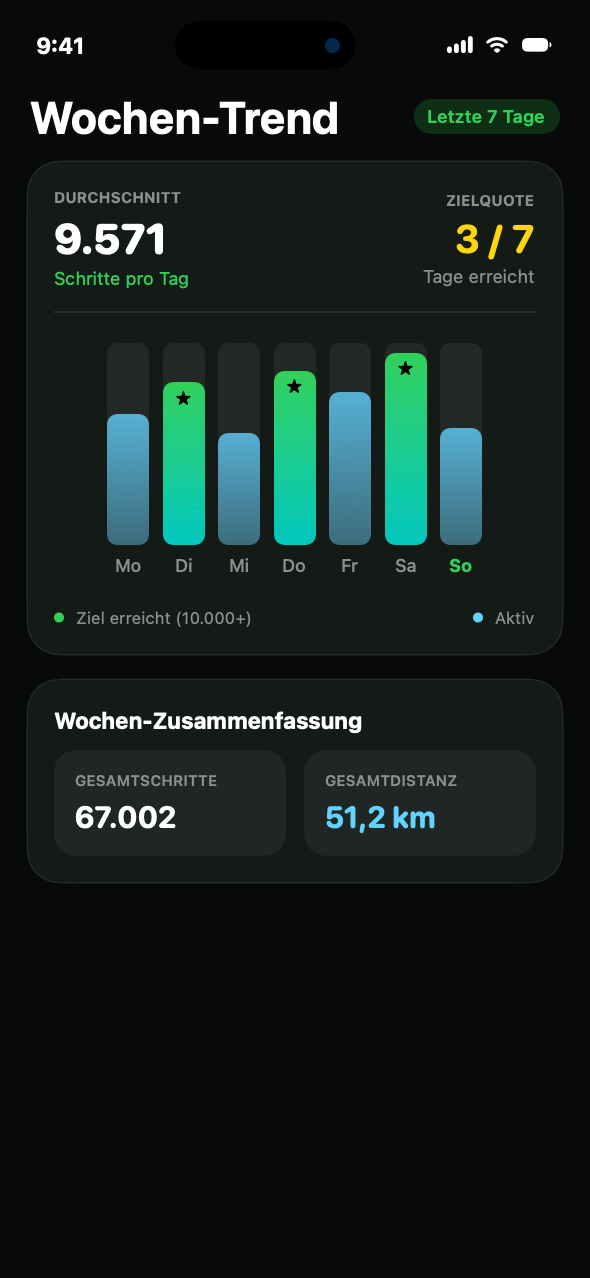 9:41
Wochen-Trend
Letzte 7 Tage
DURCHSCHNITT
9.571
Schritte pro Tag
ZIELQUOTE
3 / 7
Tage erreicht
Mo Di Mi Do Fr Sa So
Ziel erreicht (10.000+)
Aktiv
Wochen-Zusammenfassung
GESAMTSCHRITTE
67.002
GESAMTDISTANZ
51,2 km